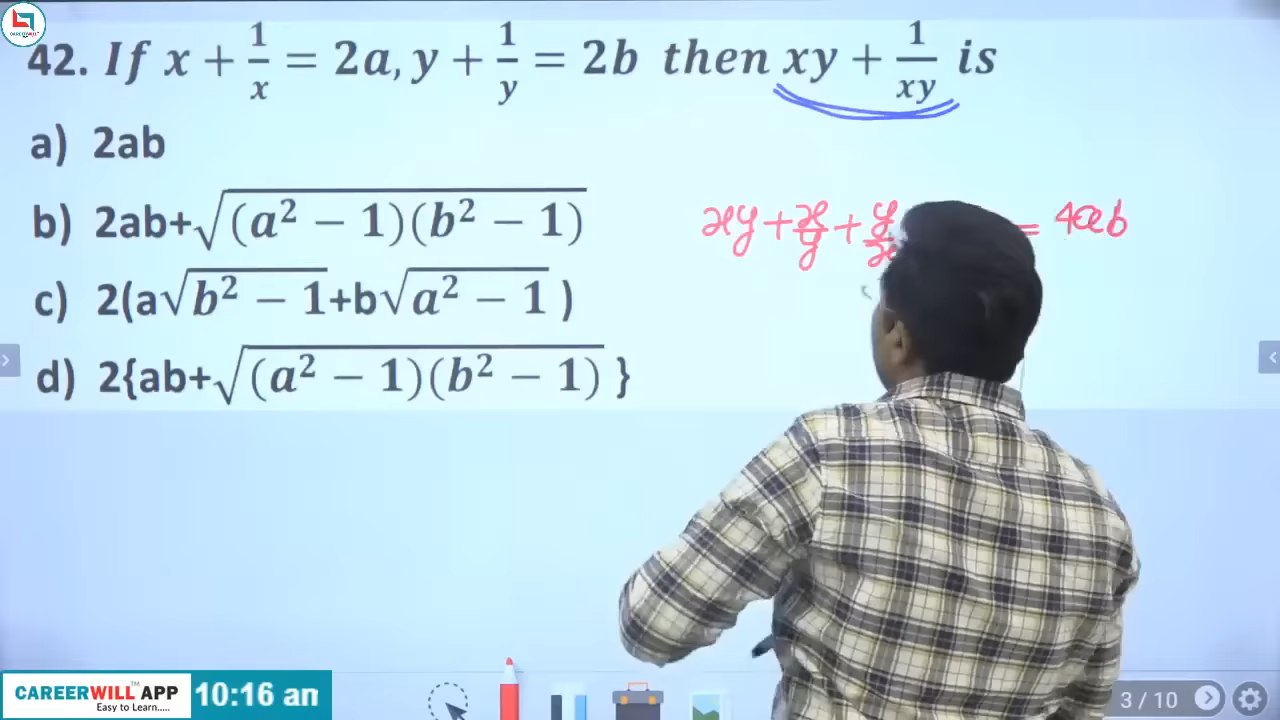 42. If x + 1/x = 2a, y + 1/y = 2b then xy + 1/xy is
a) 2ab
b) 2ab+√(a² − 1)(b² − 1)
c) 2(a√b² − 1+b√a² − 1 )
d) 2{ab+√(a² − 1)(b² − 1) }
xy + x/y + y/x = 4ab
CAREERWILL APP
Easy to Learn.....
10:16 am
3 / 10